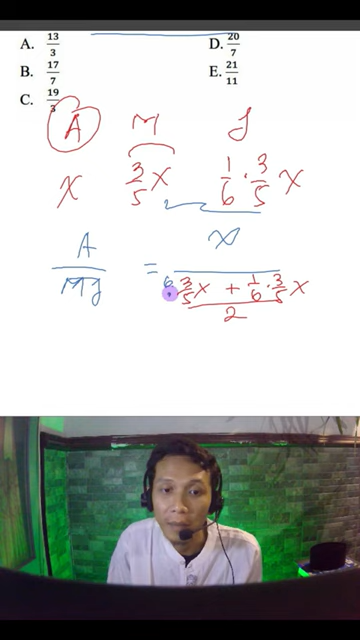 A. 13/3 D. 20/7
B. 17/7 E. 21/11
C. 19/3
A M J
x 3/5 x 1/6 · 3/5 x
A/MJ = x / ((6 · 3/5 x + 1/6 · 3/5 x) / 2)